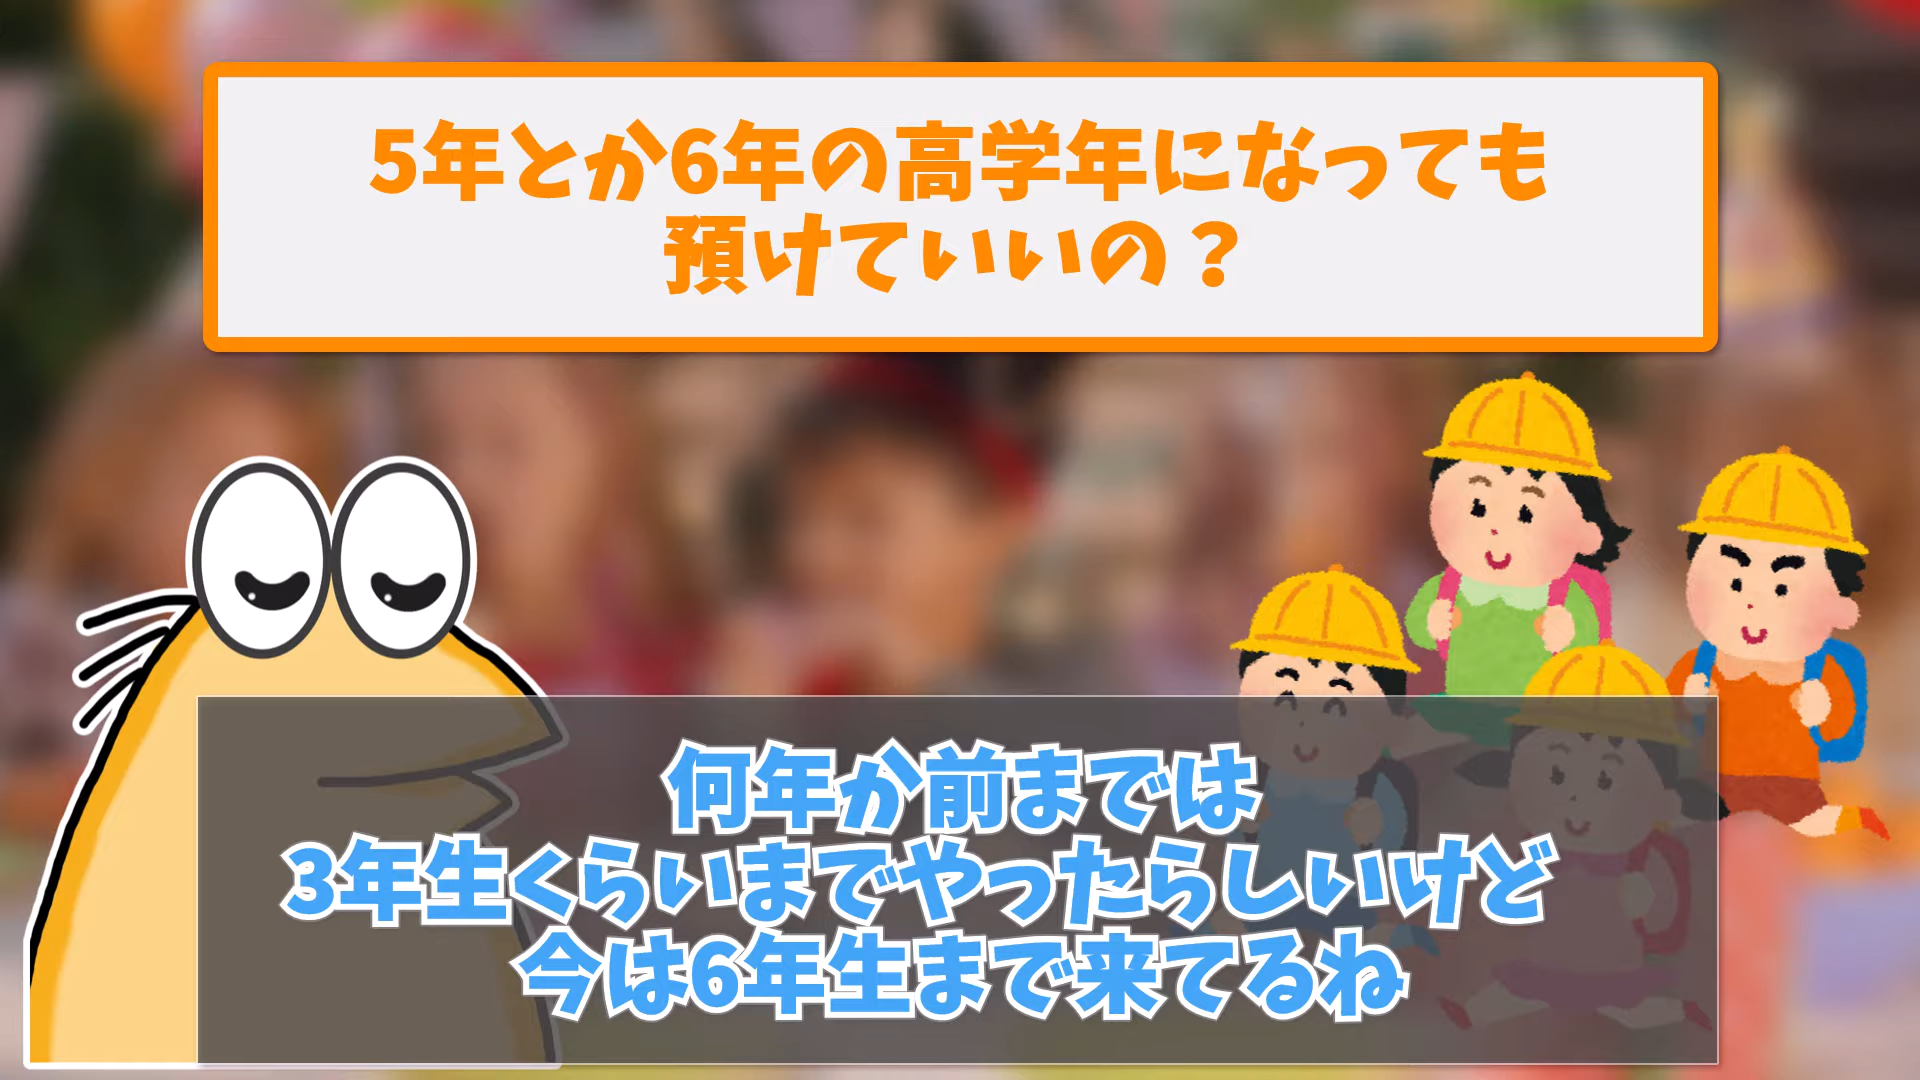 5年とか6年の高学年になっても
預けていいの？
何年か前までは
3年生くらいまでやったらしいけど
今は6年生まで来てるね